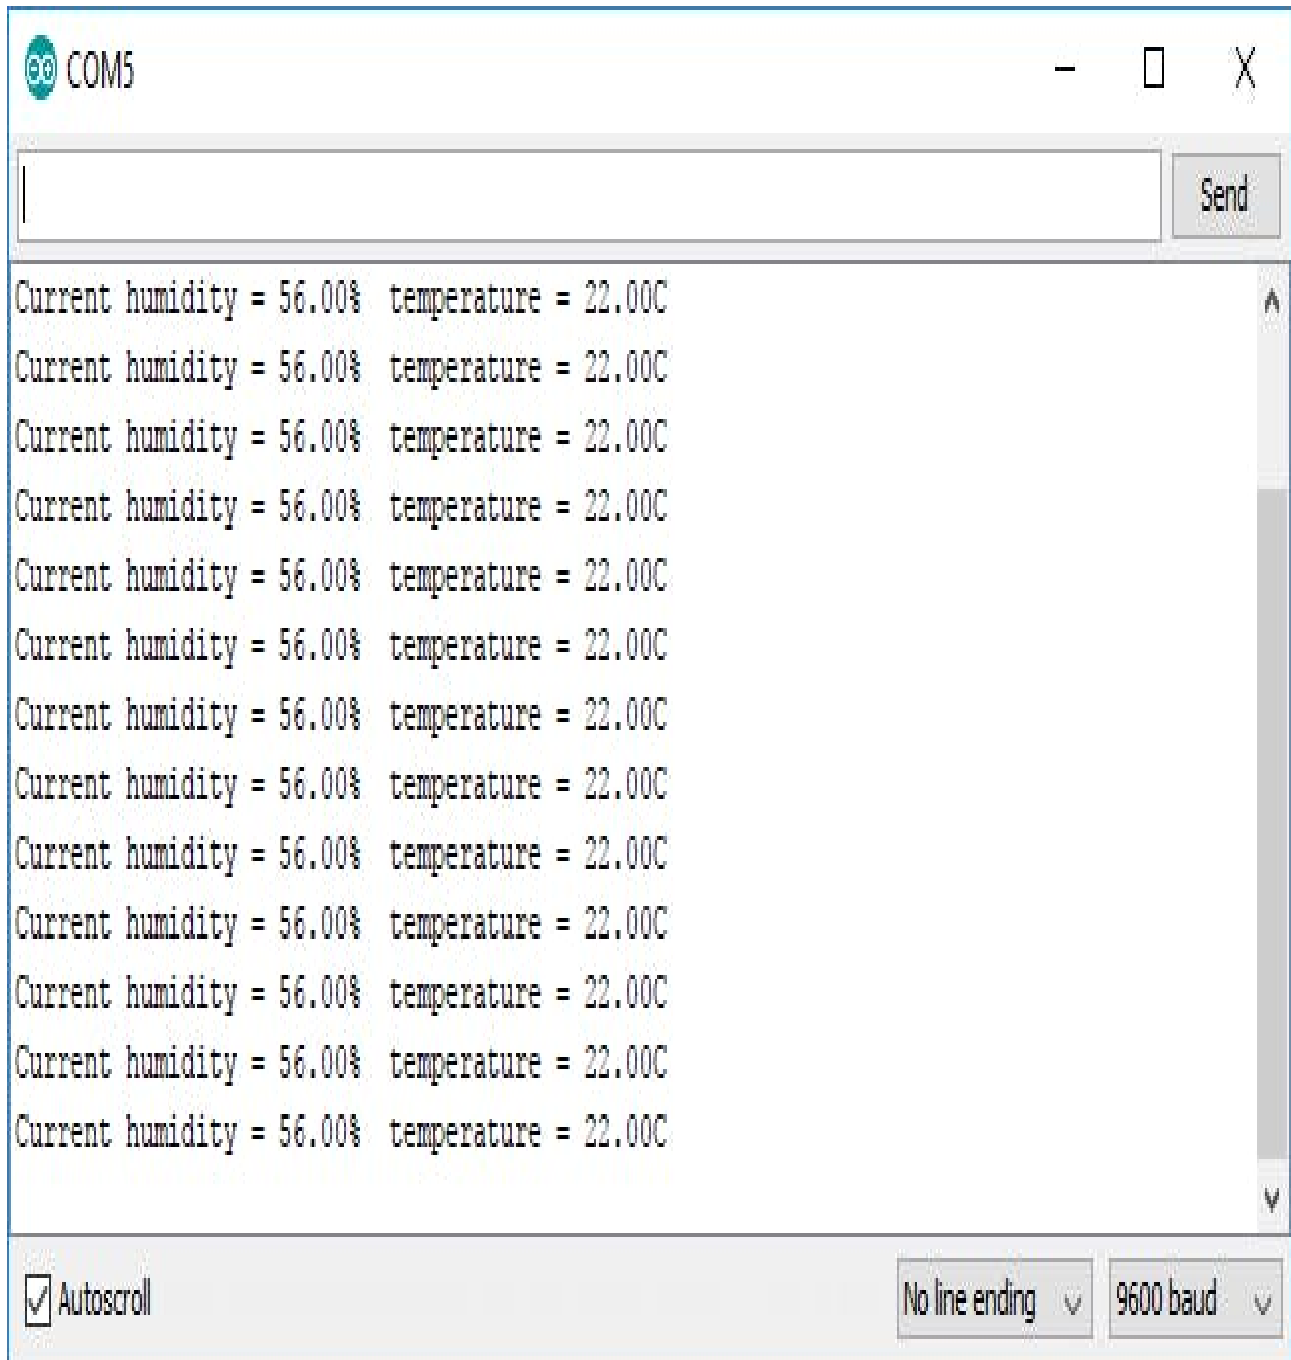 COM5
Send
Current humidity = 56.00%  temperature = 22.00C
Current humidity = 56.00%  temperature = 22.00C
Current humidity = 56.00%  temperature = 22.00C
Current humidity = 56.00%  temperature = 22.00C
Current humidity = 56.00%  temperature = 22.00C
Current humidity = 56.00%  temperature = 22.00C
Current humidity = 56.00%  temperature = 22.00C
Current humidity = 56.00%  temperature = 22.00C
Current humidity = 56.00%  temperature = 22.00C
Current humidity = 56.00%  temperature = 22.00C
Current humidity = 56.00%  temperature = 22.00C
Current humidity = 56.00%  temperature = 22.00C
Current humidity = 56.00%  temperature = 22.00C
Autoscroll No line ending 9600 baud